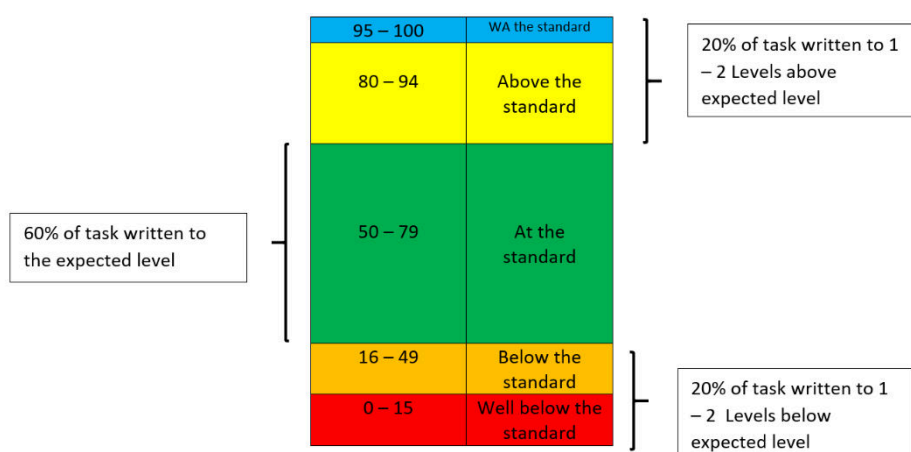 95 – 100 WA the standard
20% of task written to 1
– 2 Levels above
expected level
80 – 94 Above the
standard
60% of task written to
the expected level
50 – 79 At the
standard
16 – 49 Below the
standard
0 – 15 Well below the
standard
20% of task written to 1
– 2  Levels below
expected level